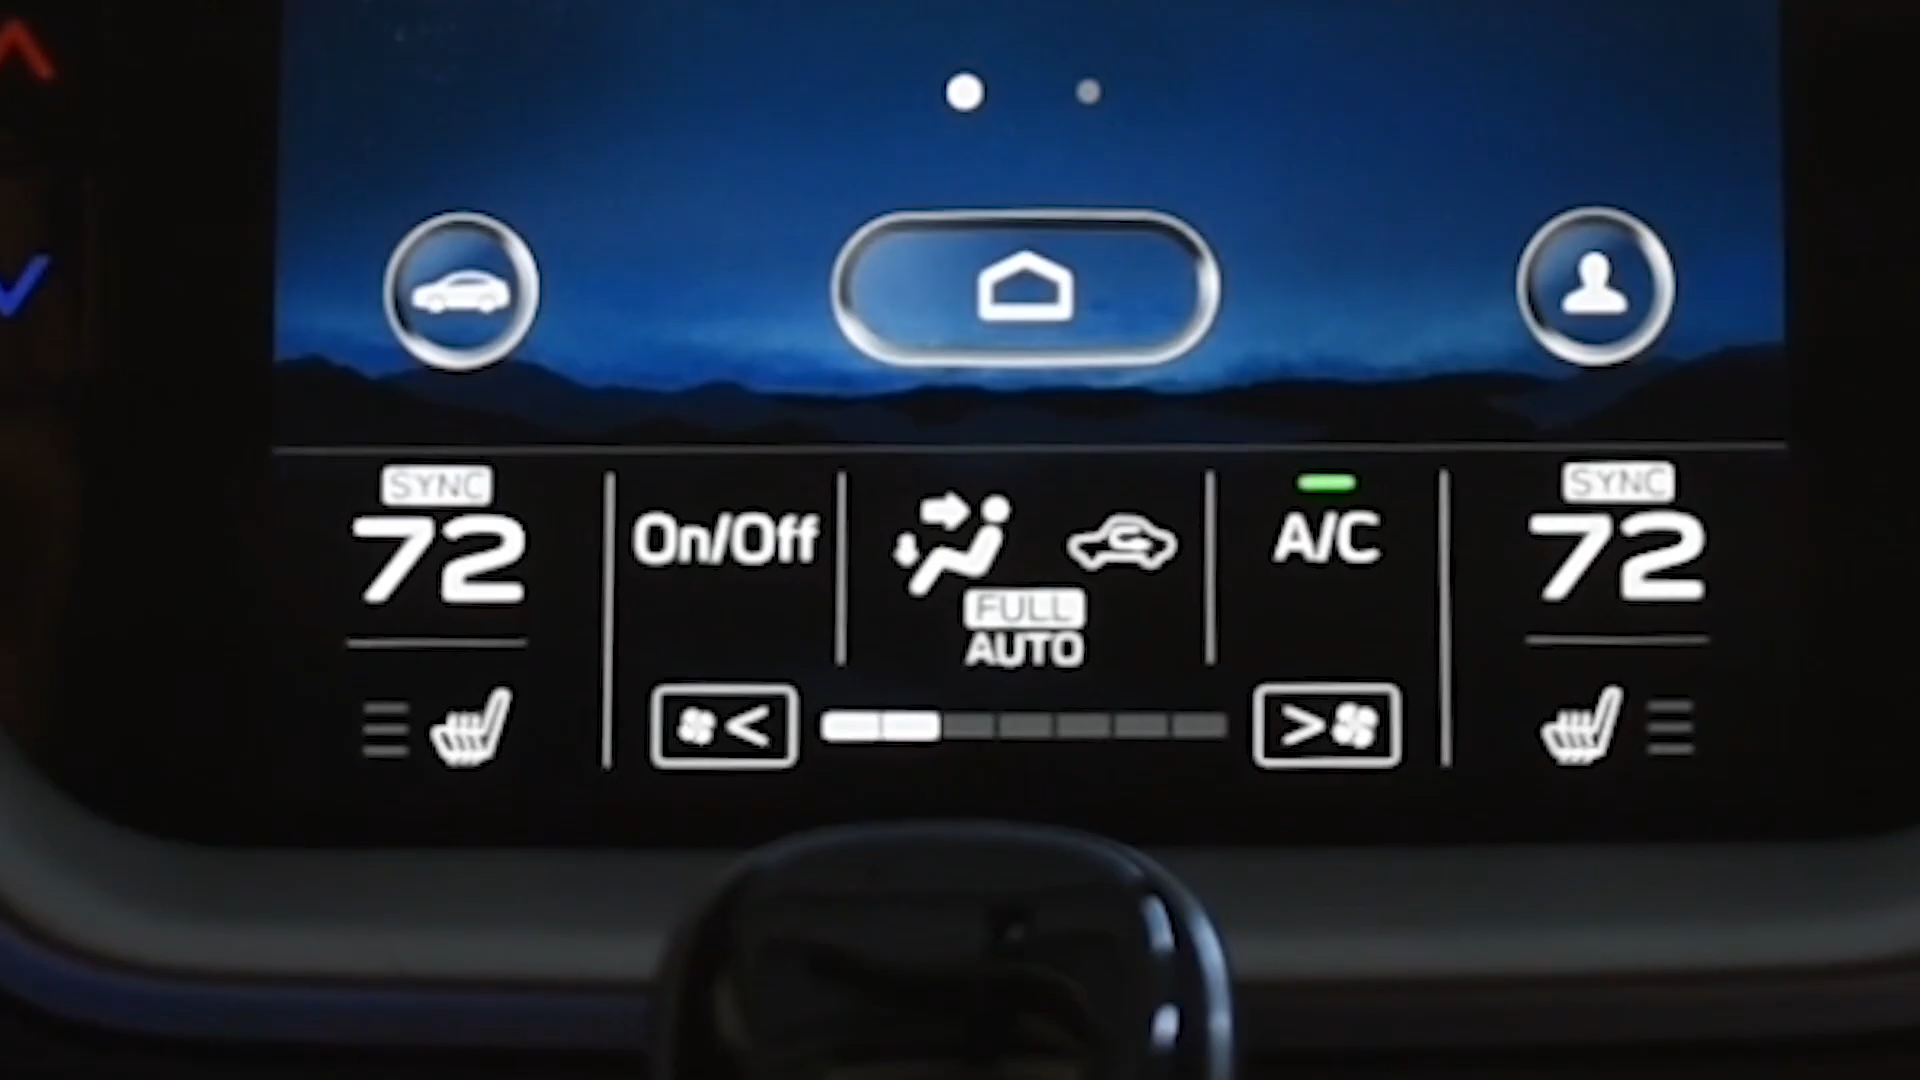 SYNC
72
On/Off
FULL
AUTO
A/C
SYNC
72